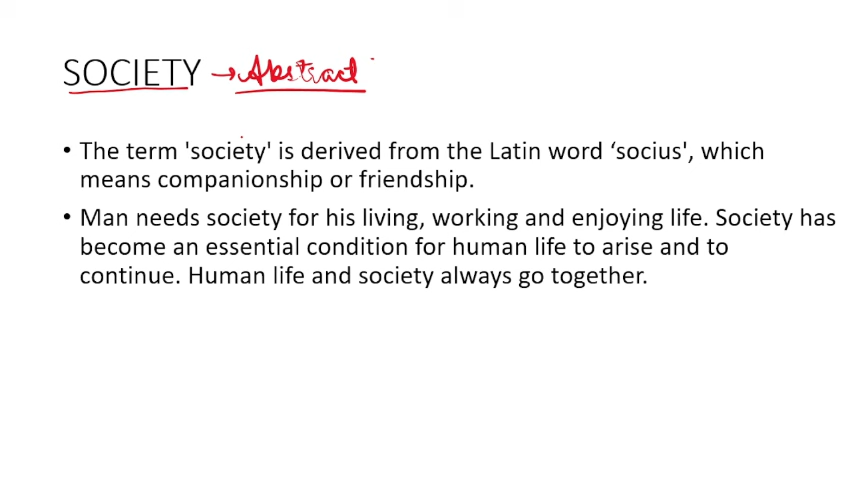 SOCIETY → Abstract
• The term 'society' is derived from the Latin word ‘socius', which
means companionship or friendship.
• Man needs society for his living, working and enjoying life. Society has
become an essential condition for human life to arise and to
continue. Human life and society always go together.